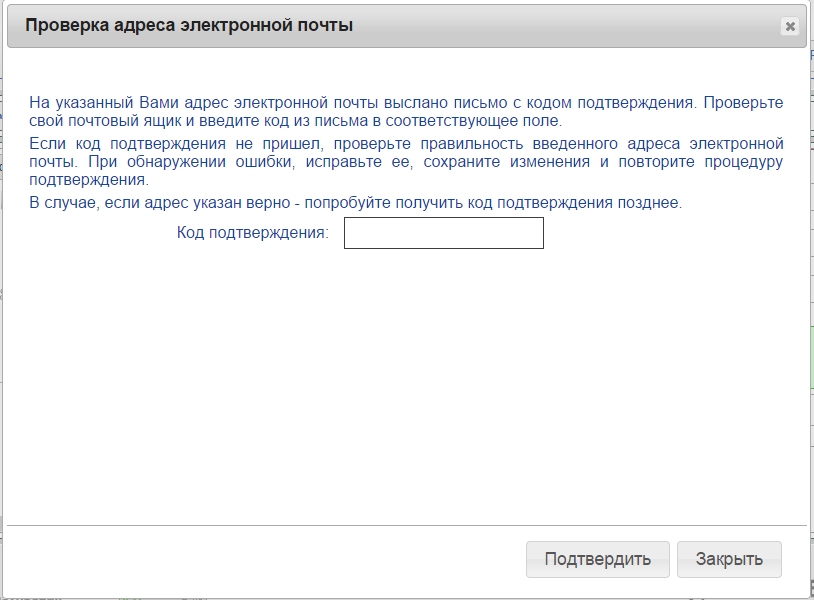 Проверка адреса электронной почты
На указанный Вами адрес электронной почты выслано письмо с кодом подтверждения. Проверьте
свой почтовый ящик и введите код из письма в соответствующее поле.
Если код подтверждения не пришел, проверьте правильность введенного адреса электронной
почты. При обнаружении ошибки, исправьте ее, сохраните изменения и повторите процедуру
подтверждения.
В случае, если адрес указан верно - попробуйте получить код подтверждения позднее.
Код подтверждения:
Подтвердить Закрыть